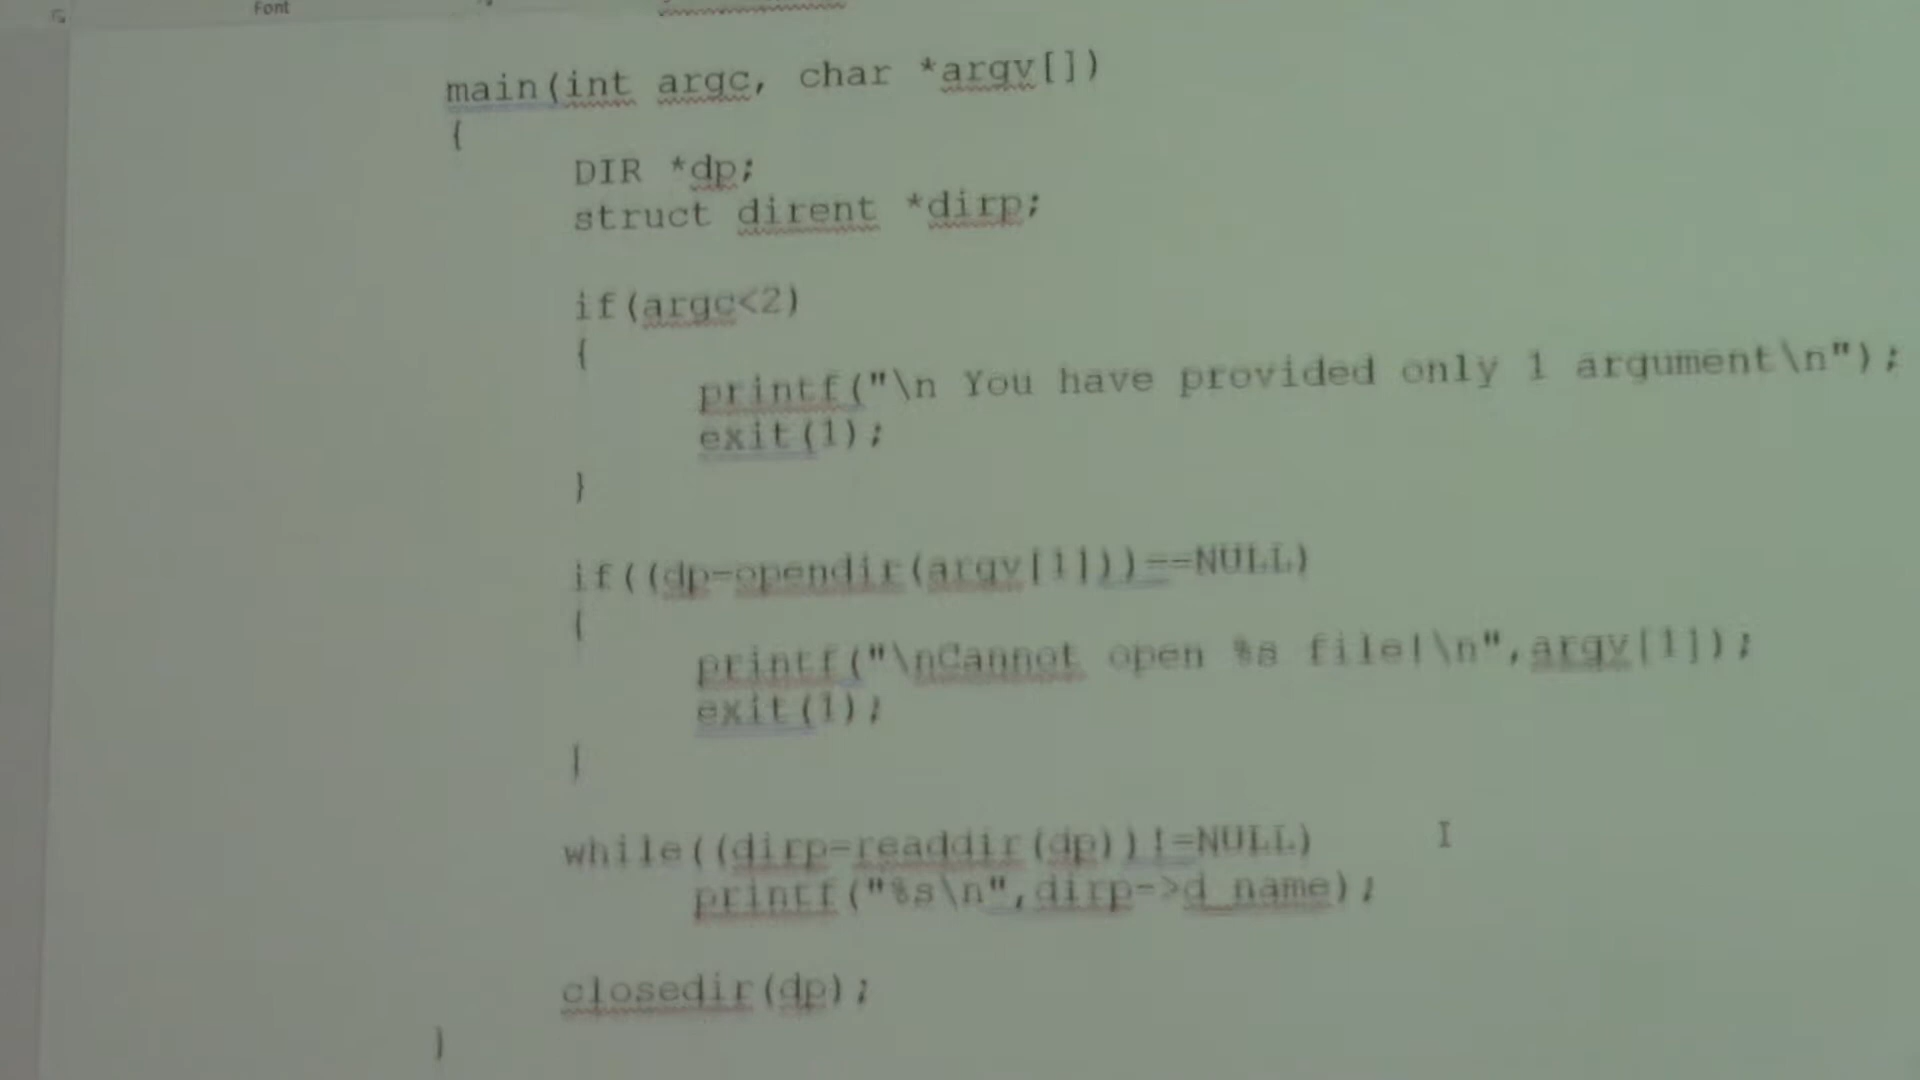 Font
main(int argc, char *argv[])
{
DIR *dp;
struct dirent *dirp;
if(argc<2)
{
printf("\n You have provided only 1 argument\n");
exit(1);
}
if((dp=opendir(argv[1]))==NULL)
{
printf("\nCannot open %s file!\n",argv[1]);
exit(1);
}
while((dirp=readdir(dp))!=NULL)
printf("%s\n",dirp->d_name);
closedir(dp);
}